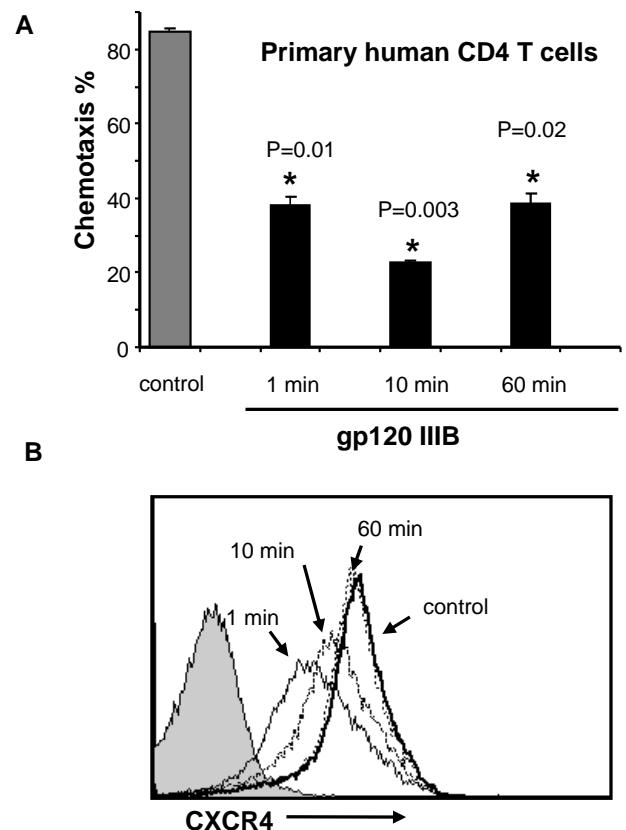 A
Primary human CD4 T cells
Chemotaxis %
80
60
40
20
0
P=0.01
*
P=0.003
*
P=0.02
*
control
1 min
10 min
60 min
gp120 IIIB
B
60 min
10 min
1 min
control
CXCR4